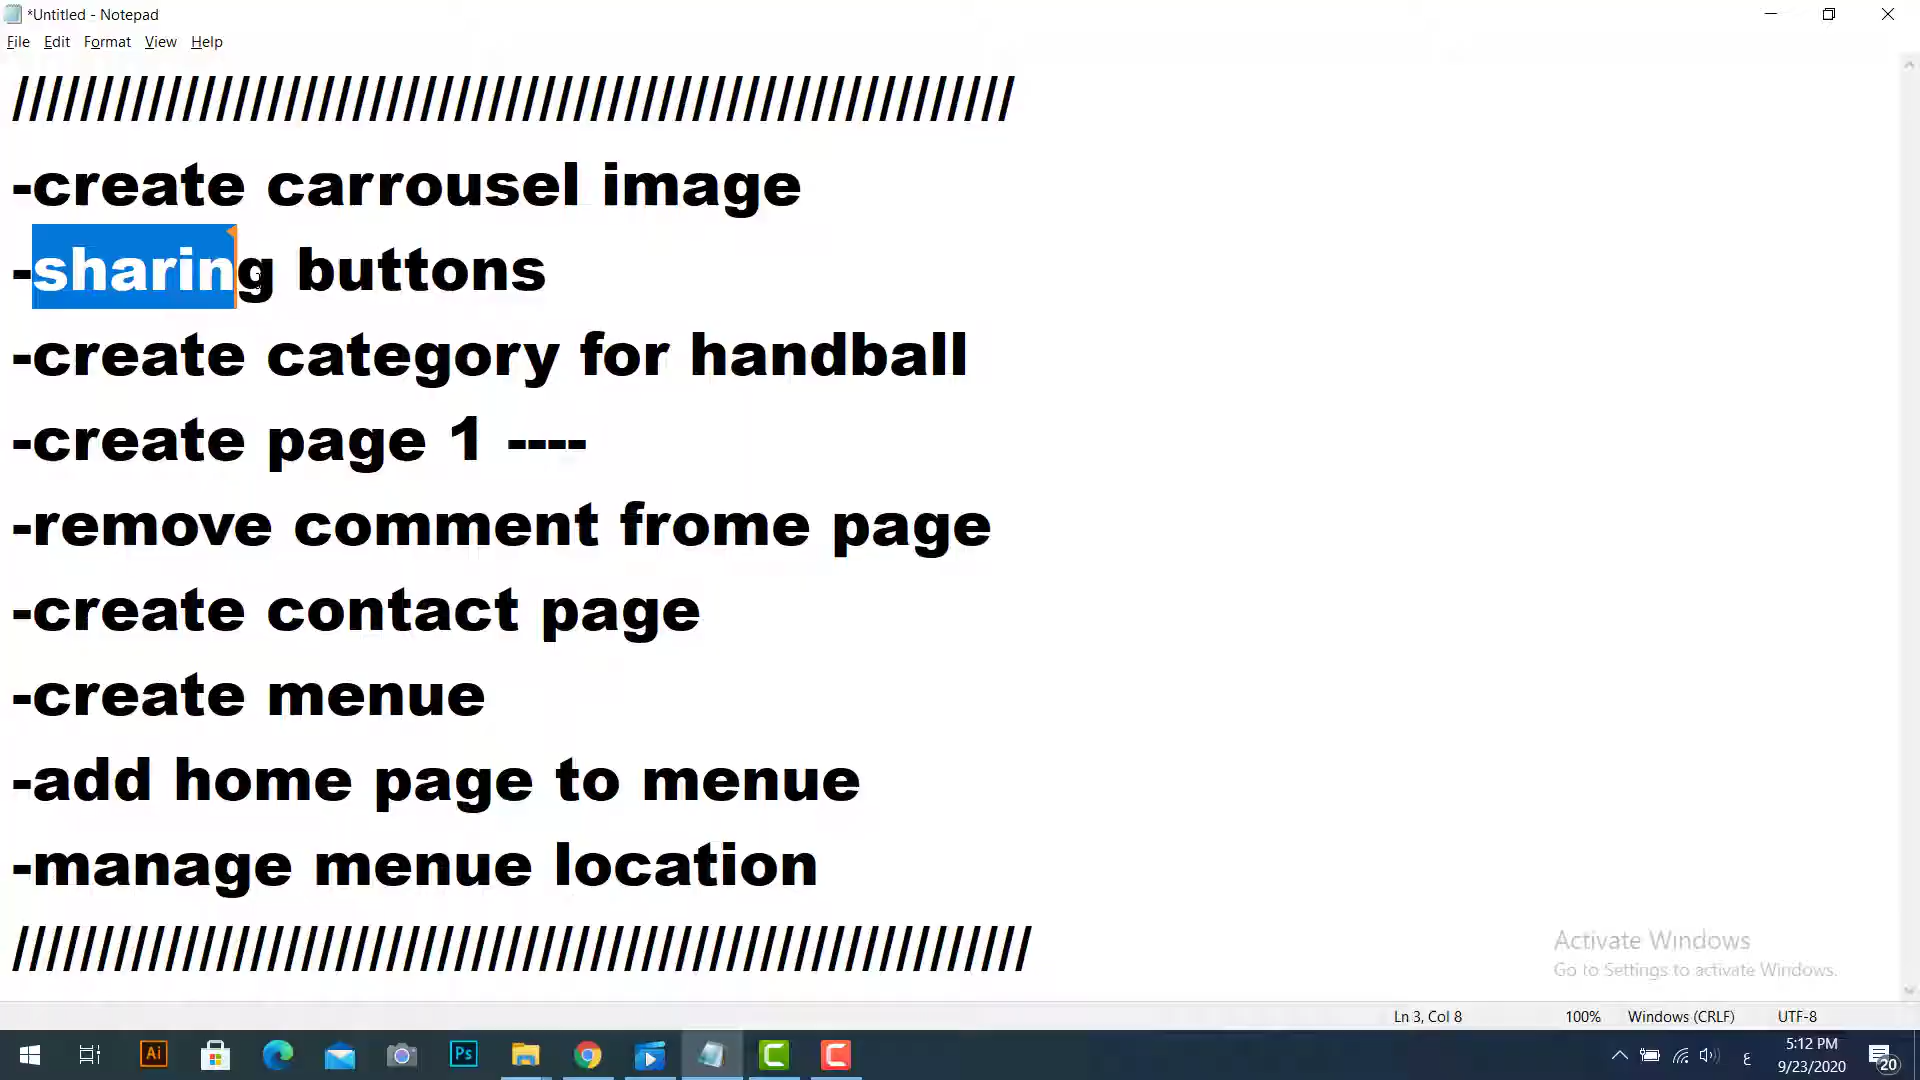 *Untitled - Notepad
File Edit Format View Help
///////////////////////////////////////////////////////////
-create carrousel image
-sharing buttons
-create category for handball
-create page 1 ----
-remove comment frome page
-create contact page
-create menue
-add home page to menue
-manage menue location
////////////////////////////////////////////////////////////
Activate Windows
Go to Settings to activate Windows.
Ln 3, Col 8 100% Windows (CRLF) UTF-8
Ai Ps ع 5:12 PM
9/23/2020 20